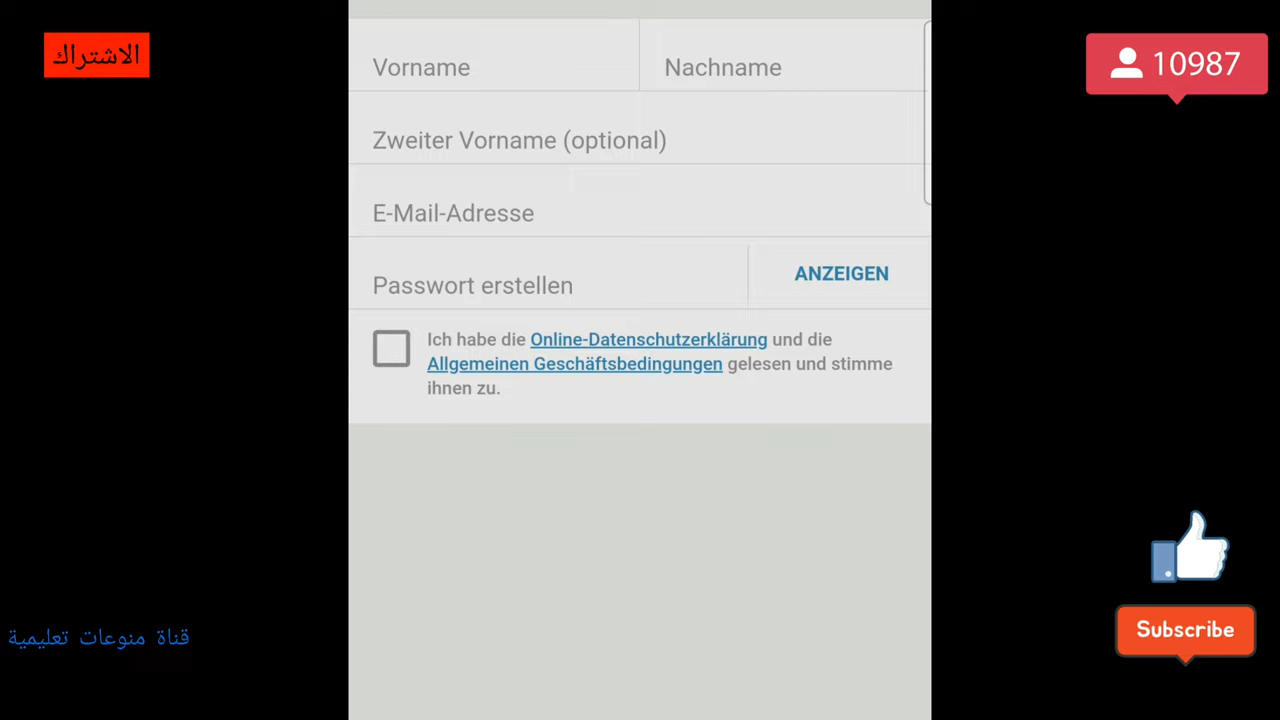 الاشتراك
10987
Vorname
Nachname
Zweiter Vorname (optional)
E-Mail-Adresse
Passwort erstellen
ANZEIGEN
Ich habe die Online-Datenschutzerklärung und die
Allgemeinen Geschäftsbedingungen gelesen und stimme
ihnen zu.
Subscribe
قناة منوعات تعليمية